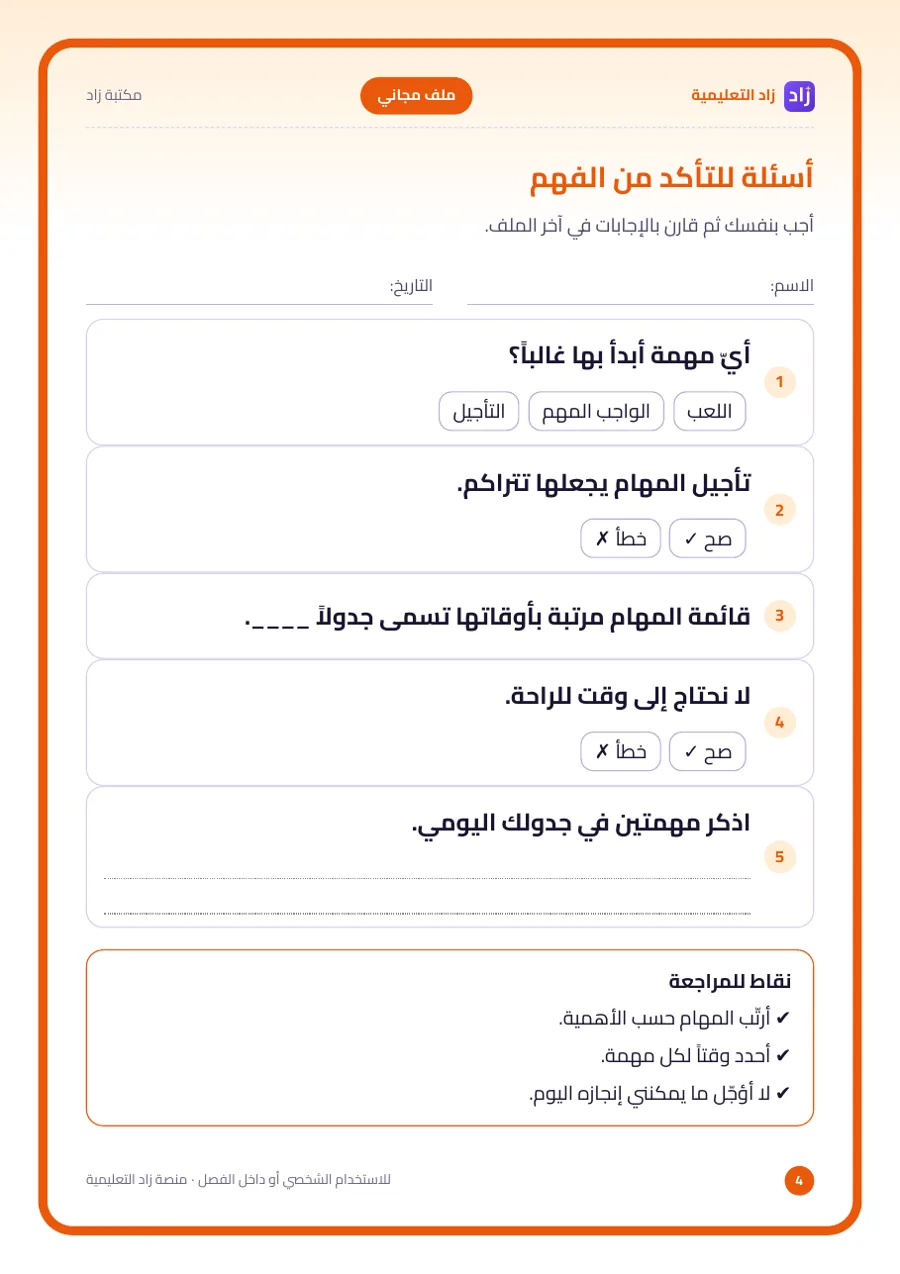 زاد زاد التعليمية
ملف مجاني
مكتبة زاد
أسئلة للتأكد من الفهم
أجب بنفسك ثم قارن بالإجابات في آخر الملف.
الاسم:
التاريخ:
1
أيّ مهمة أبدأ بها غالباً؟
اللعب
الواجب المهم
التأجيل
2
تأجيل المهام يجعلها تتراكم.
صح ✓
خطأ ✗
3
قائمة المهام مرتبة بأوقاتها تسمى جدولاً ____.
4
لا نحتاج إلى وقت للراحة.
صح ✓
خطأ ✗
5
اذكر مهمتين في جدولك اليومي.
نقاط للمراجعة
✔ أرتّب المهام حسب الأهمية.
✔ أحدد وقتاً لكل مهمة.
✔ لا أؤجّل ما يمكنني إنجازه اليوم.
4
للاستخدام الشخصي أو داخل الفصل · منصة زاد التعليمية